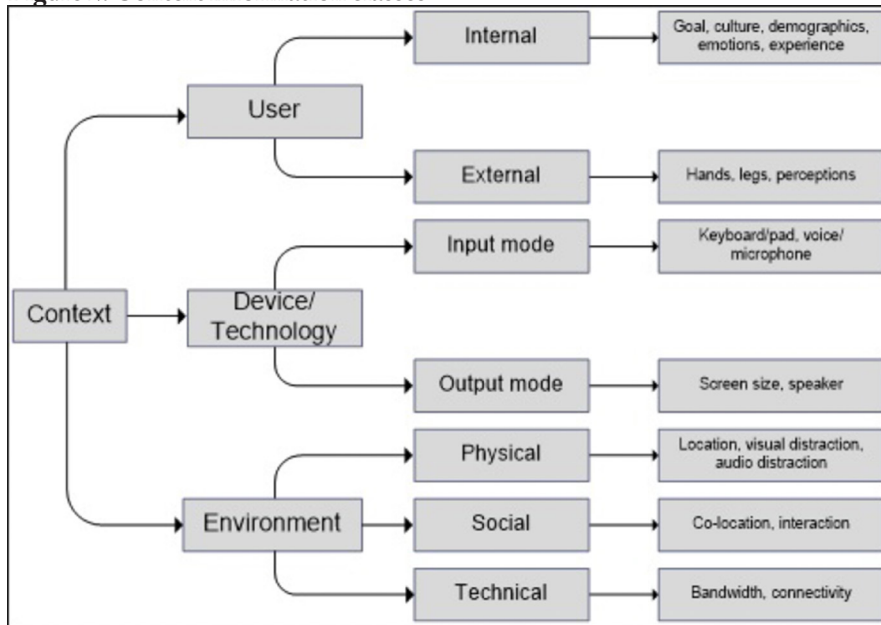 Internal
Goal, culture, demographics,
emotions, experience
User
External
Hands, legs, perceptions
Input mode
Keyboard/pad, voice/
microphone
Context
Device/
Technology
Output mode
Screen size, speaker
Physical
Location, visual distraction,
audio distraction
Environment
Social
Co-location, interaction
Technical
Bandwidth, connectivity